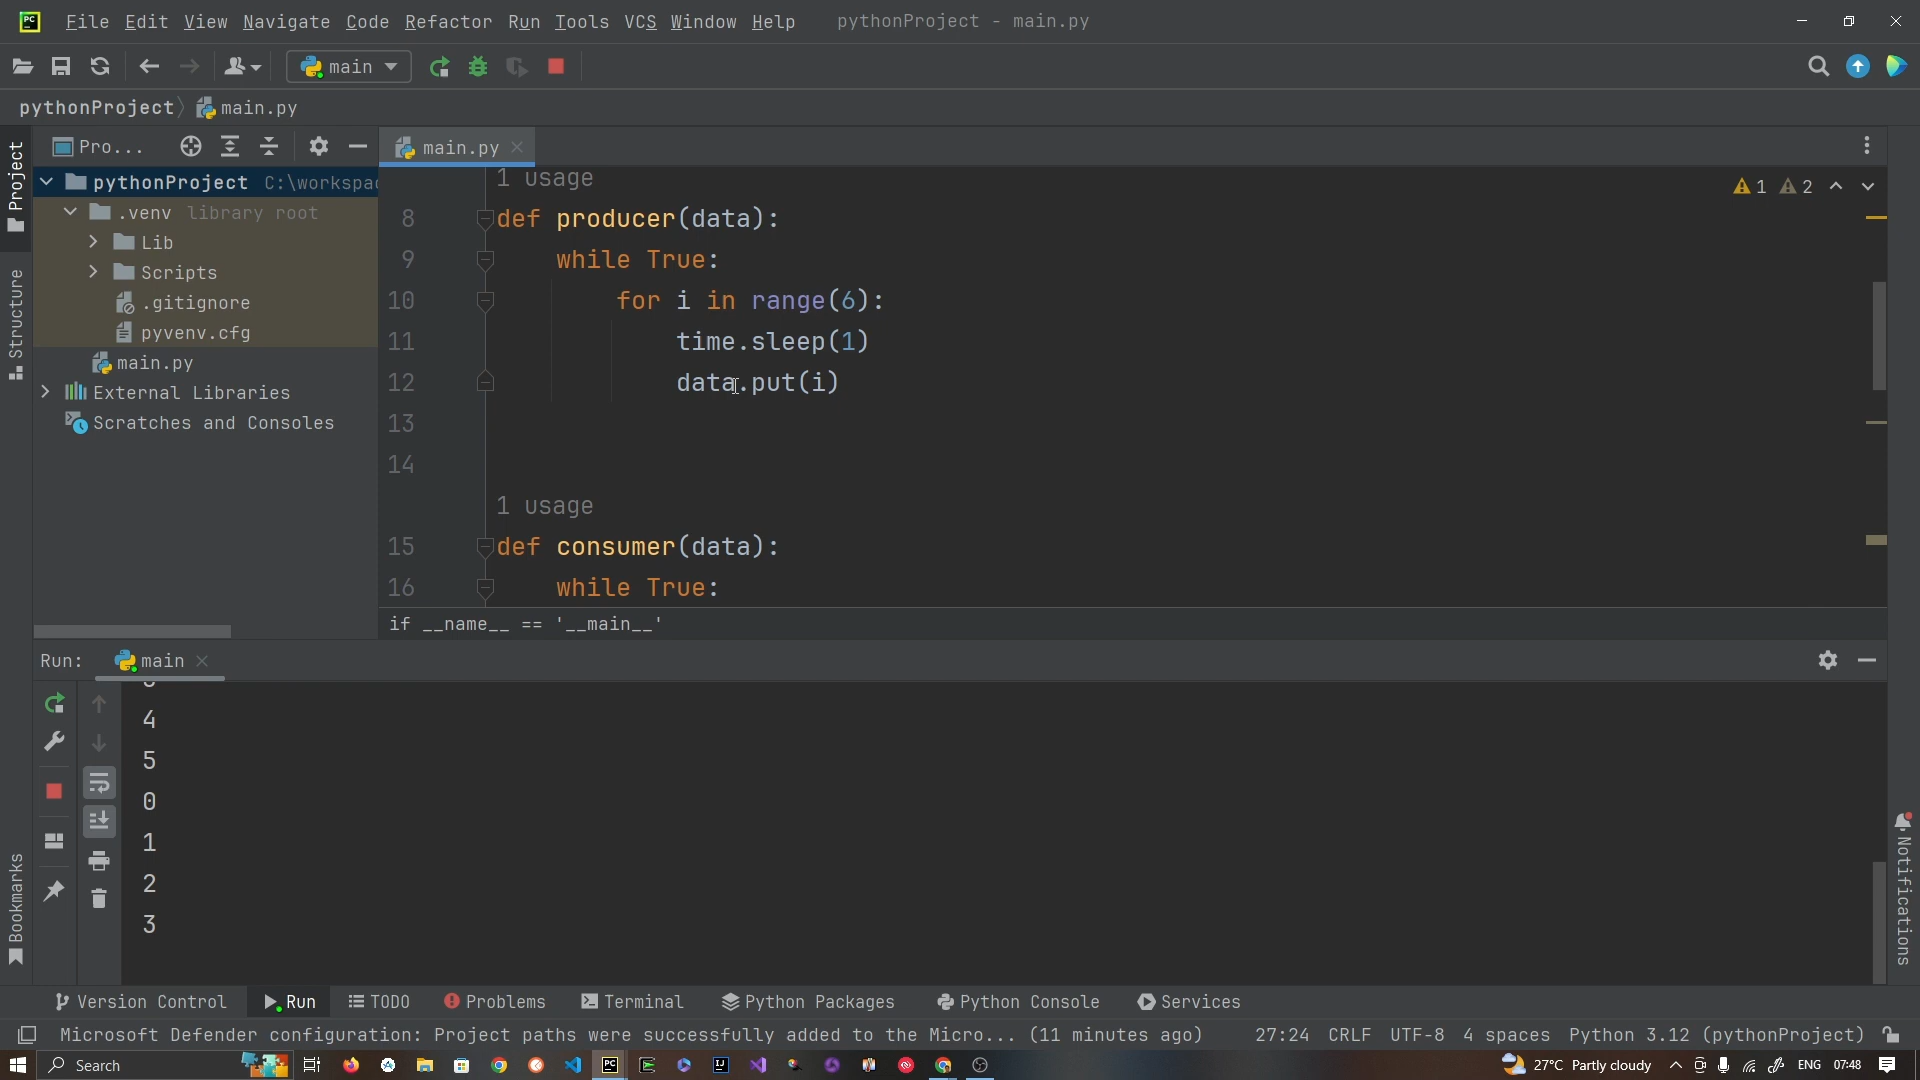 File Edit View Navigate Code Refactor Run Tools VCS Window Help pythonProject - main.py
main
pythonProject main.py
Pro...
main.py
Project
pythonProject C:\workspac
.venv library root
Lib
Scripts
.gitignore
pyvenv.cfg
main.py
External Libraries
Scratches and Consoles
Structure
1 usage
1 2
8 def producer(data):
9 while True:
10 for i in range(6):
11 time.sleep(1)
12 data.put(i)
13
14
1 usage
15 def consumer(data):
16 while True:
if __name__ == '__main__'
Run: main
4
5
0
1
2
3
Bookmarks
Notifications
Version Control Run TODO Problems Terminal Python Packages Python Console Services
Microsoft Defender configuration: Project paths were successfully added to the Micro... (11 minutes ago) 27:24 CRLF UTF-8 4 spaces Python 3.12 (pythonProject)
Search 27°C Partly cloudy ENG 07:48